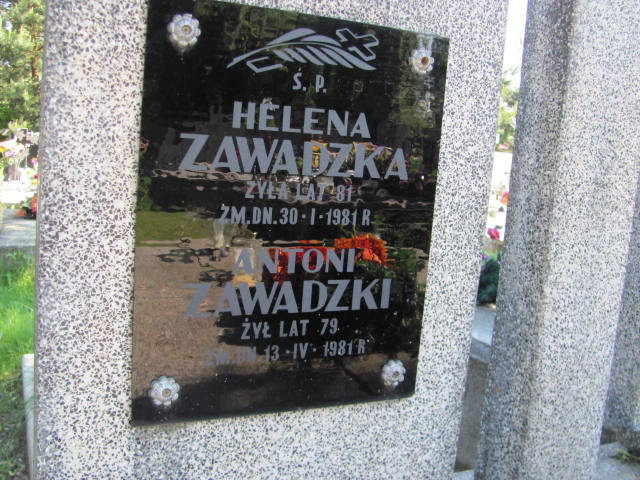 Ś. P.
HELENA
ZAWADZKA
ŻYŁA LAT 81
ZM. DN. 30 · I · 1981 R
ANTONI
ZAWADZKI
ŻYŁ LAT 79
ZM. DN 13 · IV · 1981 R